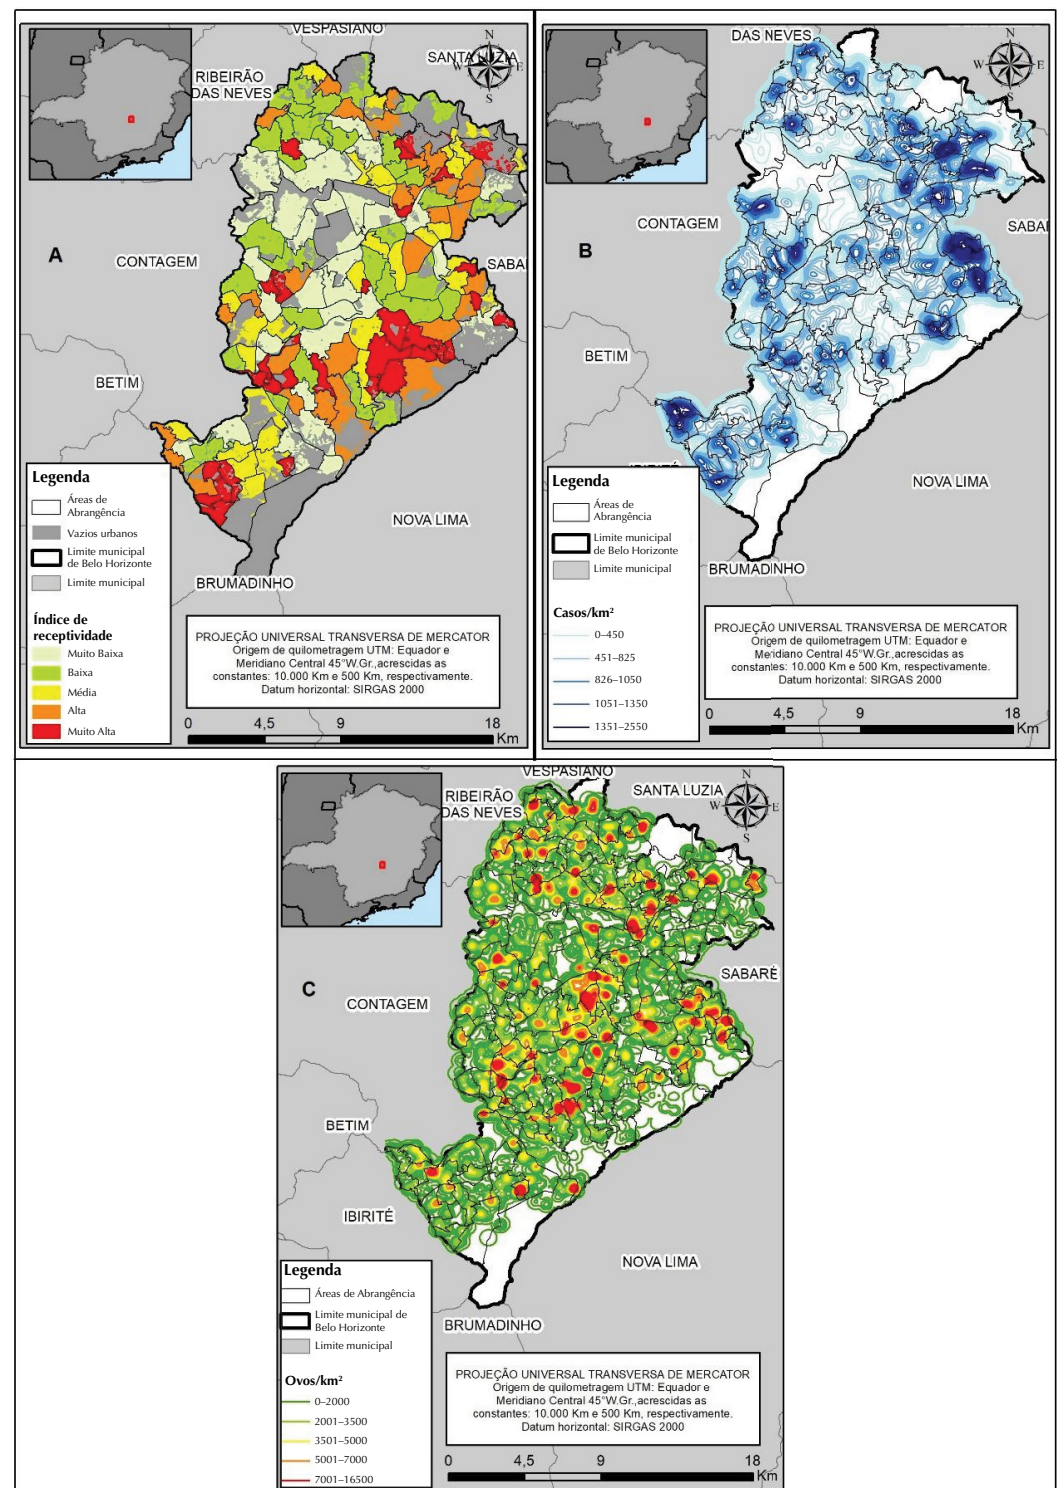 VESPASIANO
SANTA LUZIA
RIBEIRÃO
DAS NEVES
N
W
E
S
A
CONTAGEM
SABAI
BETIM
NOVA LIMA
BRUMADINHO
Legenda
Áreas de
Abrangência
Vazios urbanos
Limite municipal
de Belo Horizonte
Limite municipal
Índice de
receptividade
Muito Baixa
Baixa
Média
Alta
Muito Alta
PROJEÇÃO UNIVERSAL TRANSVERSA DE MERCATOR
Origem de quilometragem UTM: Equador e
Meridiano Central 45°W.Gr.,acrescidas as
constantes: 10.000 Km e 500 Km, respectivamente.
Datum horizontal: SIRGAS 2000
0 4,5 9 18
Km
DAS NEVES
N
W
E
S
CONTAGEM
SABAI
B
BETIM
IBIRITÉ
NOVA LIMA
BRUMADINHO
Legenda
Áreas de
Abrangência
Limite municipal
de Belo Horizonte
Limite municipal
Casos/km²
0–450
451–825
826–1050
1051–1350
1351–2550
PROJEÇÃO UNIVERSAL TRANSVERSA DE MERCATOR
Origem de quilometragem UTM: Equador e
Meridiano Central 45°W.Gr.,acrescidas as
constantes: 10.000 Km e 500 Km, respectivamente.
Datum horizontal: SIRGAS 2000
0 4,5 9 18
Km
VESPASIANO
RIBEIRÃO
DAS NEVES
SANTA LUZIA
N
W
E
S
SABARÉ
C
CONTAGEM
BETIM
IBIRITÉ
NOVA LIMA
BRUMADINHO
Legenda
Áreas de Abrangência
Limite municipal de
Belo Horizonte
Limite municipal
Ovos/km²
0–2000
2001–3500
3501–5000
5001–7000
7001–16500
PROJEÇÃO UNIVERSAL TRANSVERSA DE MERCATOR
Origem de quilometragem UTM: Equador e
Meridiano Central 45°W.Gr.,acrescidas as
constantes: 10.000 Km e 500 Km, respectivamente.
Datum horizontal: SIRGAS 2000
0 4,5 9 18
Km